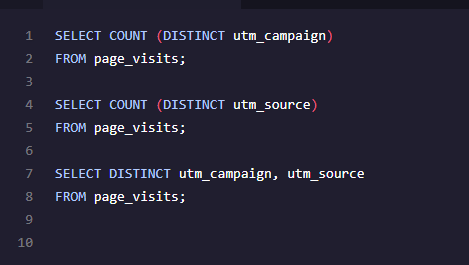 1 SELECT COUNT (DISTINCT utm_campaign)
2 FROM page_visits;
3
4 SELECT COUNT (DISTINCT utm_source)
5 FROM page_visits;
6
7 SELECT DISTINCT utm_campaign, utm_source
8 FROM page_visits;
9
10